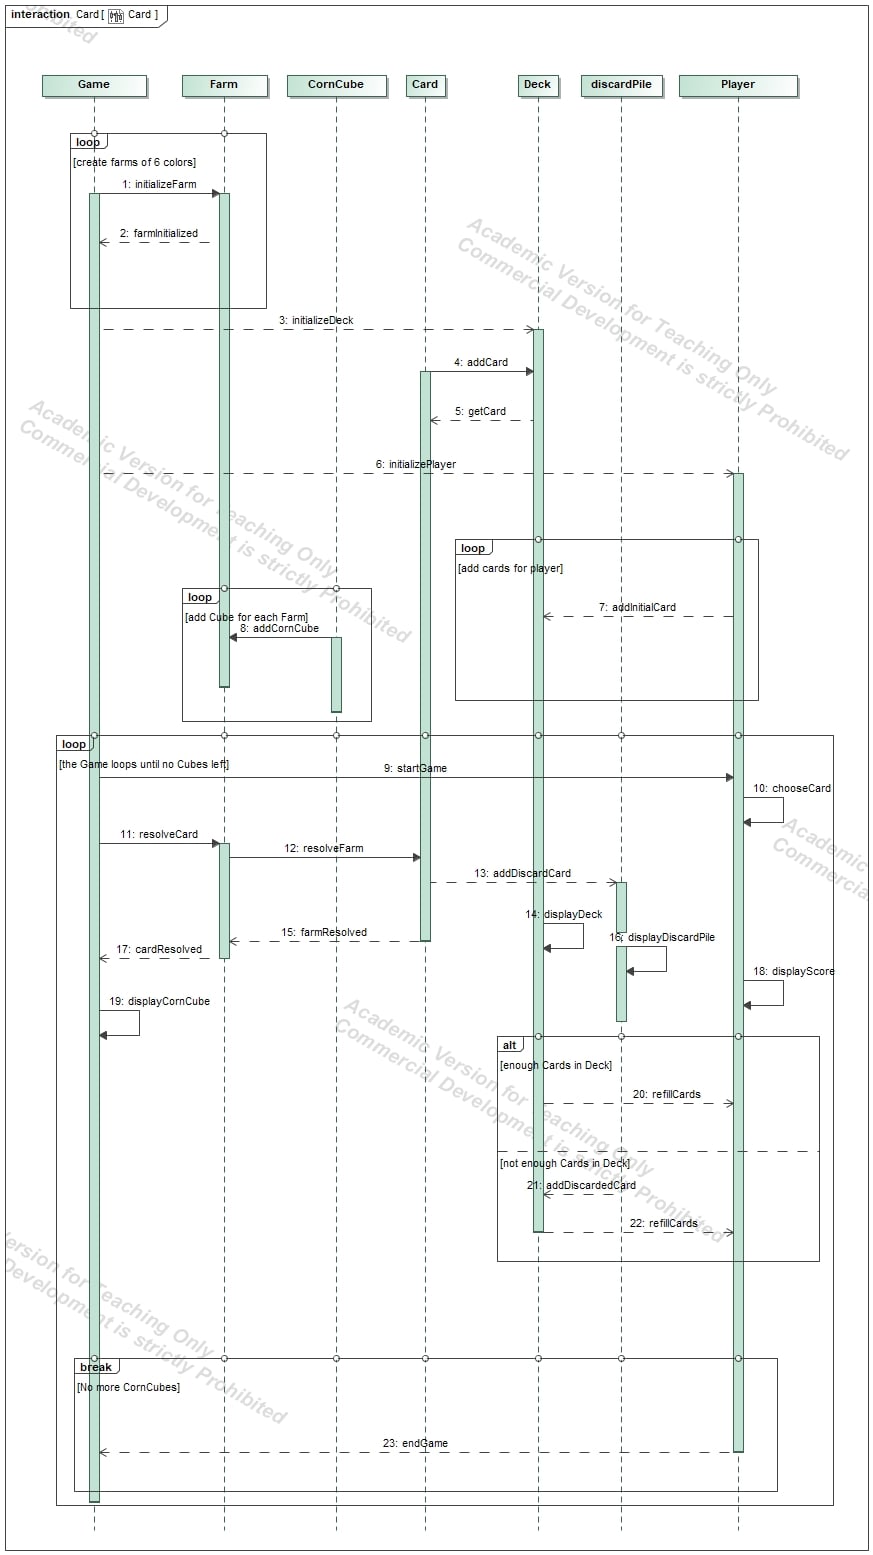 interaction Card [ Card ]
Prohibited
Game
Farm
CornCube
Card
Deck
discardPile
Player
loop
[create farms of 6 colors]
1: initializeFarm
2: farmInitialized
Academic Version for Teaching Only
Commercial Development is strictly Prohibited
3: initializeDeck
4: addCard
5: getCard
Academic Version for Teaching Only
Commercial Development is strictly Prohibited
6: initializePlayer
loop
[add cards for player]
7: addInitialCard
loop
[add Cube for each Farm]
8: addCornCube
loop
[the Game loops until no Cubes left]
9: startGame
10: chooseCard
11: resolveCard
12: resolveFarm
Academic
Commercial
13: addDiscardCard
14: displayDeck
15: farmResolved
16: displayDiscardPile
17: cardResolved
18: displayScore
19: displayCornCube
Academic Version for Teaching Only
Commercial Development is strictly Prohibited
alt
[enough Cards in Deck]
20: refillCards
[not enough Cards in Deck]
21: addDiscardedCard
22: refillCards
Version for Teaching Only
Development is strictly Prohibited
break
[No more CornCubes]
23: endGame